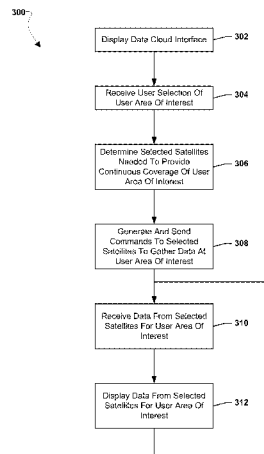 300
Display Data Cloud Interface
302
Receive User Selection Of
User Area Of Interest
304
Determine Selected Satellites
Needed To Provide
Continuous Coverage Of User
Area Of Interest
306
Generate And Send
Commands To Selected
Satellites To Gather Data At
User Area Of Interest
308
Receive Data From Selected
Satellites For User Area Of
Interest
310
Display Data From Selected
Satellites For User Area Of
Interest
312